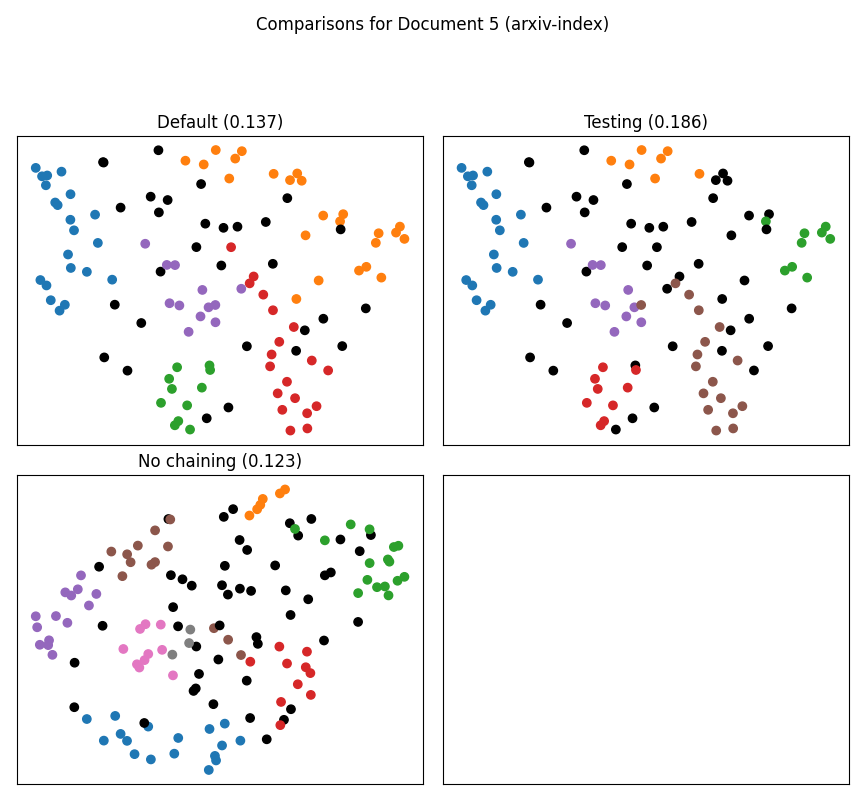 Comparisons for Document 5 (arxiv-index)
Default (0.137)
Testing (0.186)
No chaining (0.123)